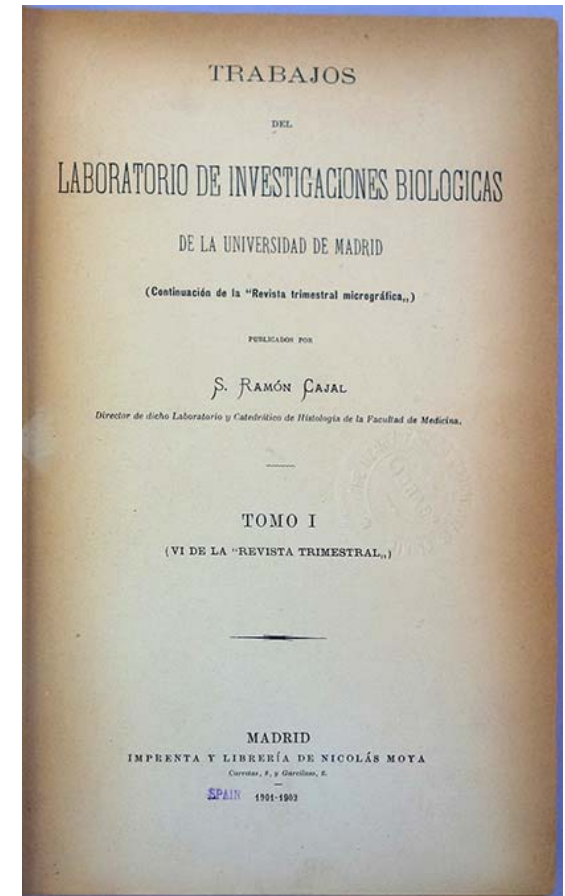 TRABAJOS
DEL
LABORATORIO DE INVESTIGACIONES BIOLOGICAS
DE LA UNIVERSIDAD DE MADRID
(Continuación de la “Revista trimestral micrográfica„)
PUBLICADOS POR
S. RAMÓN CAJAL
Director de dicho Laboratorio y Catedrático de Histología de la Facultad de Medicina.
TOMO I
(VI DE LA “REVISTA TRIMESTRAL„)
MADRID
IMPRENTA Y LIBRERÍA DE NICOLÁS MOYA
Carretas, 8, y Garcilaso, 6.
SPAIN 1901-1902